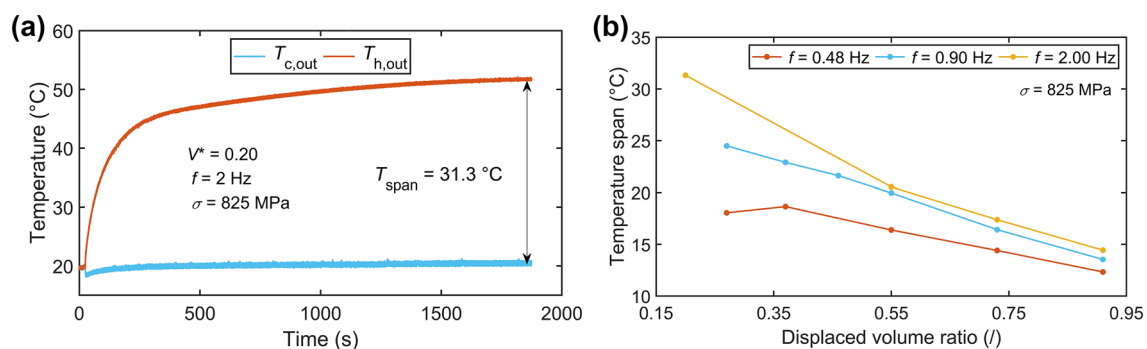 (a)
Temperature (°C)
60
50
40
30
20
T_c,out
T_h,out
V* = 0.20
f = 2 Hz
σ = 825 MPa
T_span = 31.3 °C
0
500
1000
1500
2000
Time (s)
(b)
Temperature span (°C)
35
30
25
20
15
10
f = 0.48 Hz
f = 0.90 Hz
f = 2.00 Hz
σ = 825 MPa
0.15
0.35
0.55
0.75
0.95
Displaced volume ratio (/)